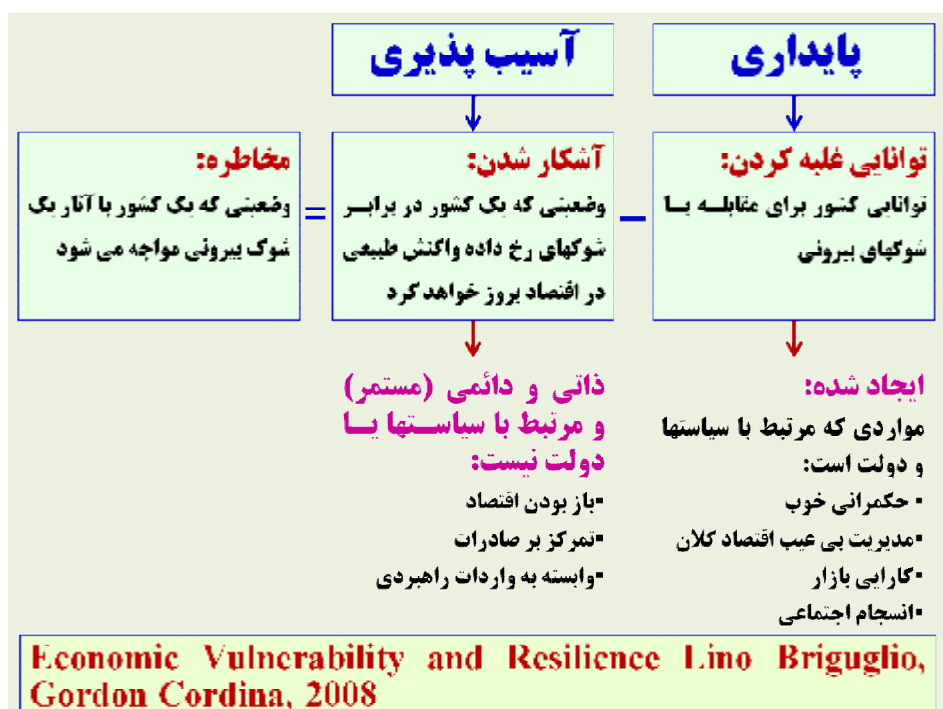 پایداری
آسیب پذیری
توانایی غلبه کردن:
توانایی کشور برای مقابله با
شوکهای بیرونی
–
آشکار شدن:
وضعیتی که یک کشور در برابر
شوکهای رخ داده واکنش طبیعی
در اقتصاد بروز خواهد کرد
=
مخاطره:
وضعیتی که یک کشور با آثار یک
شوک بیرونی مواجه می شود
ایجاد شده:
مواردی که مرتبط با سیاستها
و دولت است:
▪حکمرانی خوب
▪مدیریت بی عیب اقتصاد کلان
▪کارایی بازار
▪انسجام اجتماعی
ذاتی و دائمی (مستمر)
و مرتبط با سیاستها یا
دولت نیست:
▪باز بودن اقتصاد
▪تمرکز بر صادرات
▪وابسته به واردات راهبردی
Economic Vulnerability and Resilience Lino Briguglio,
Gordon Cordina, 2008